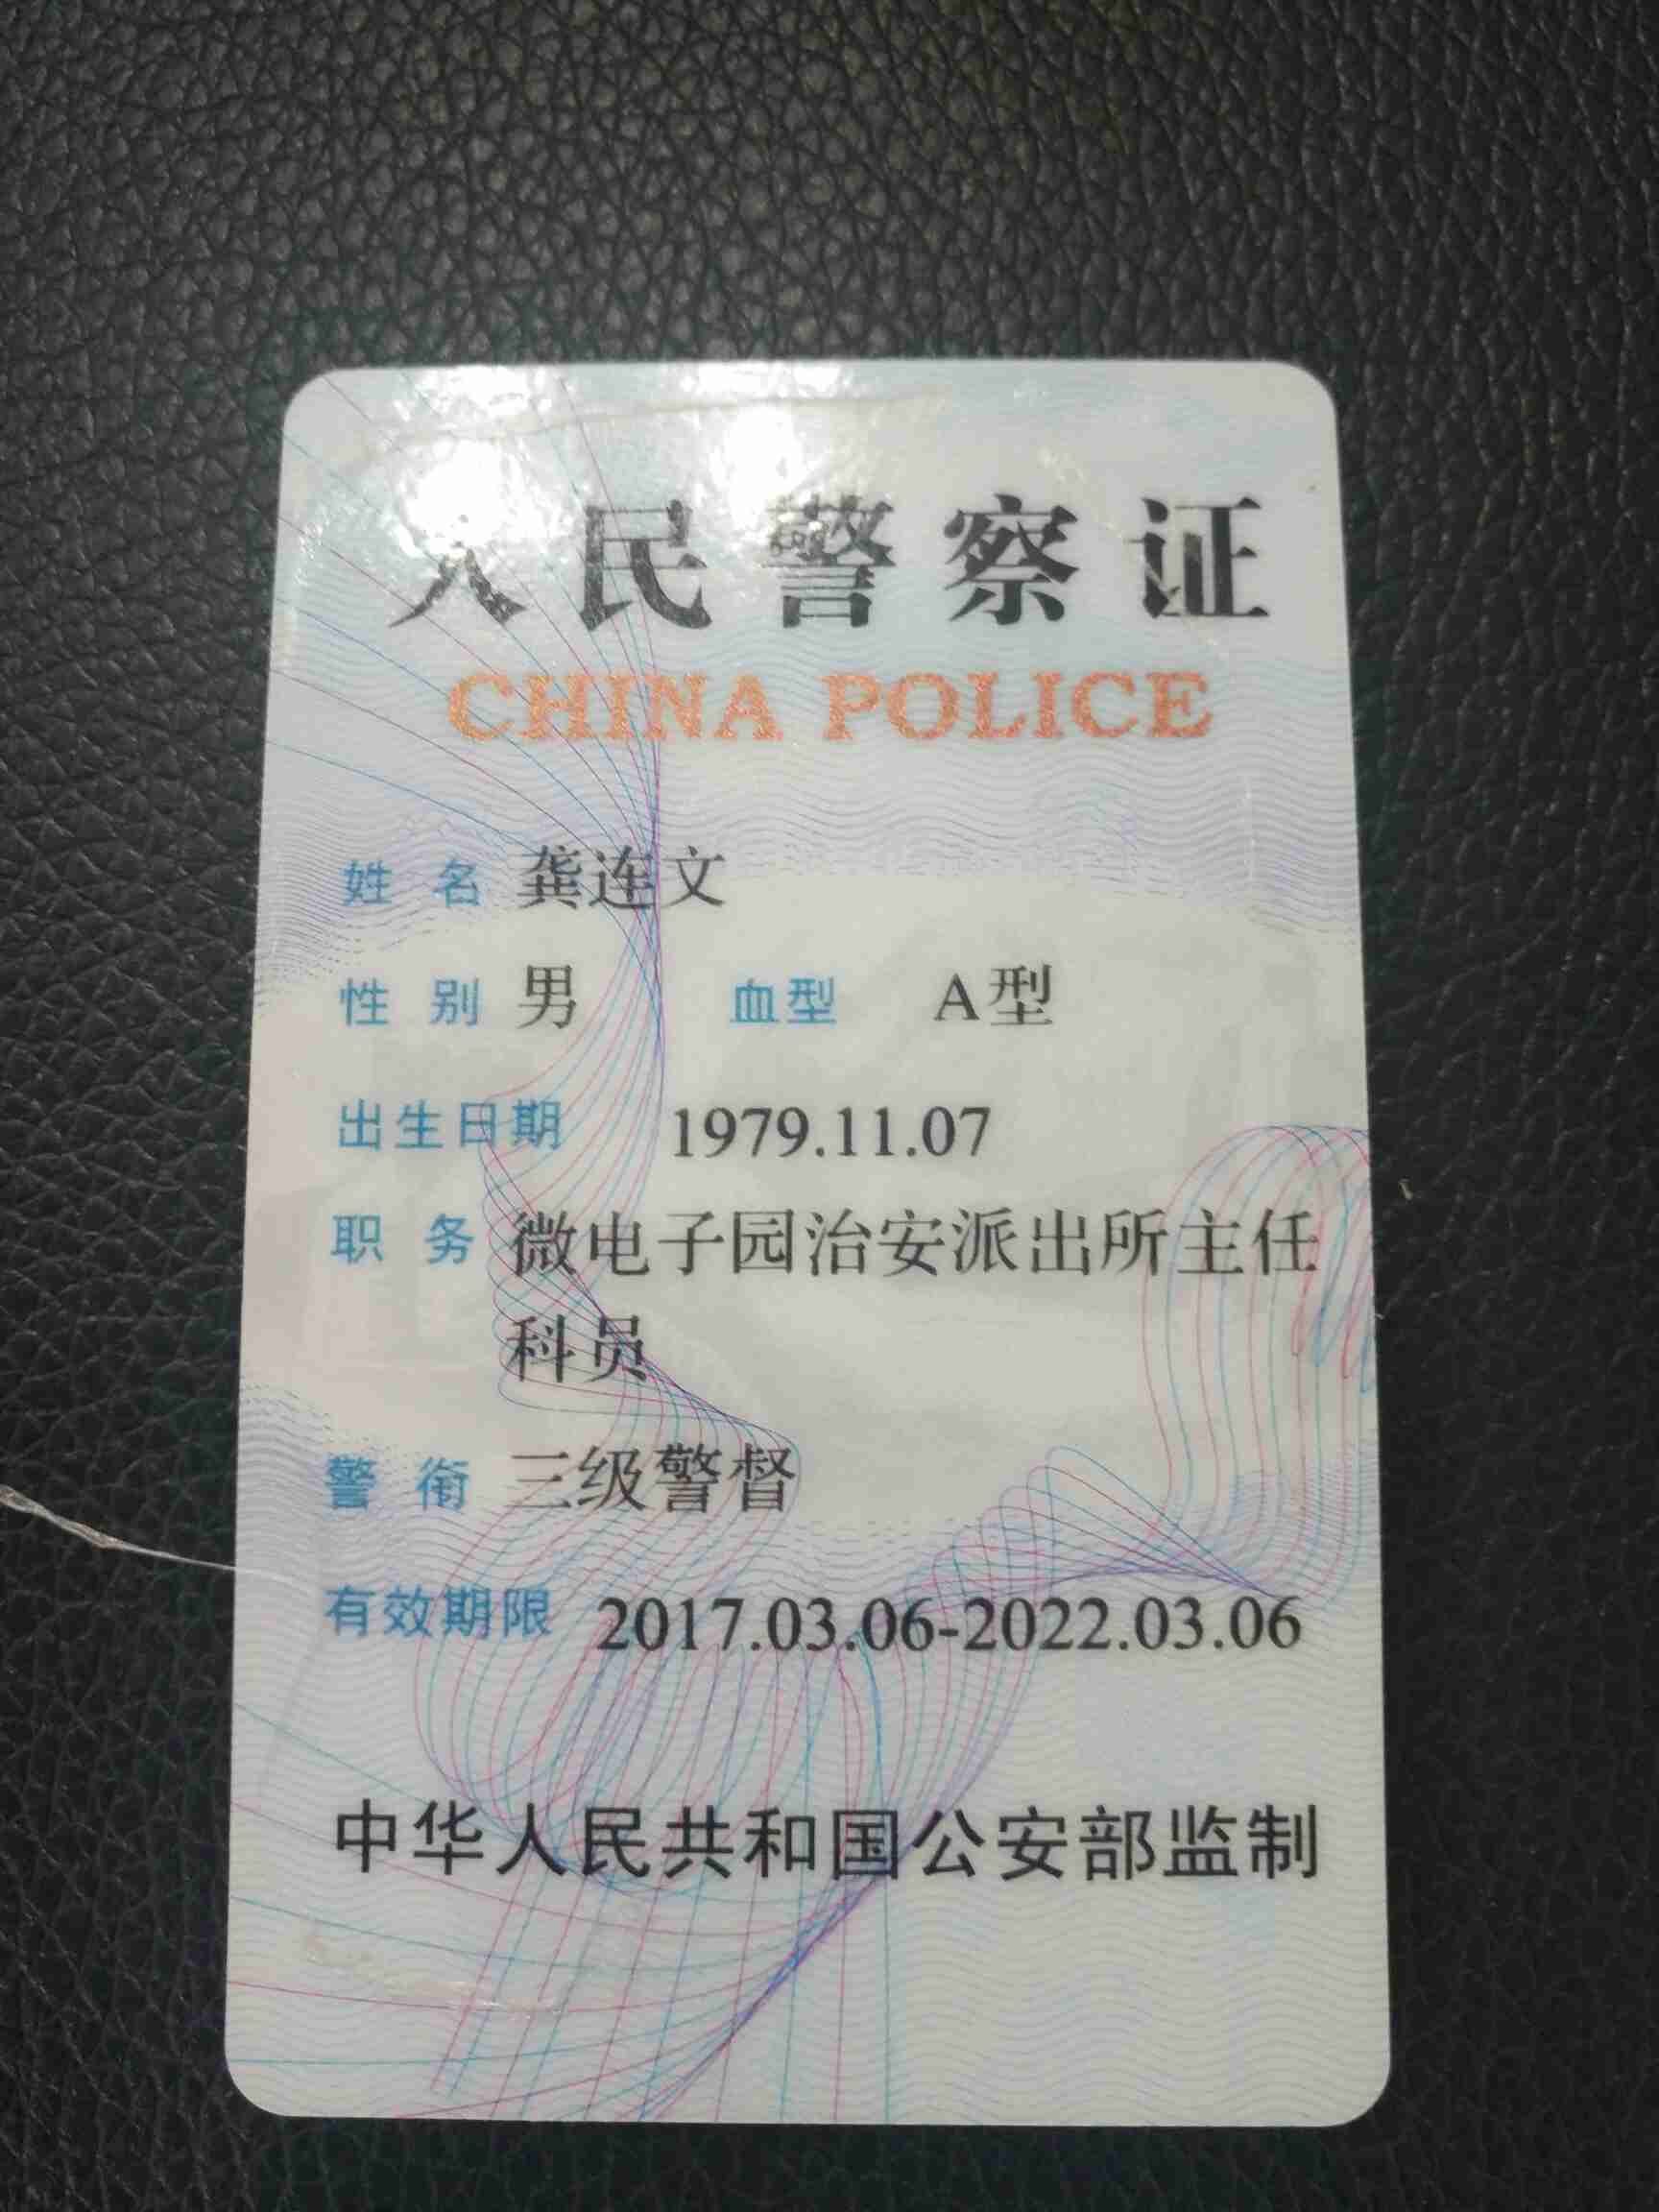 人民警察证
CHINA POLICE
姓 名 龚连文
性 别 男 血型 A型
出生日期 1979.11.07
职 务 微电子园治安派出所主任
科员
警 衔 三级警督
有效期限 2017.03.06-2022.03.06
中华人民共和国公安部监制